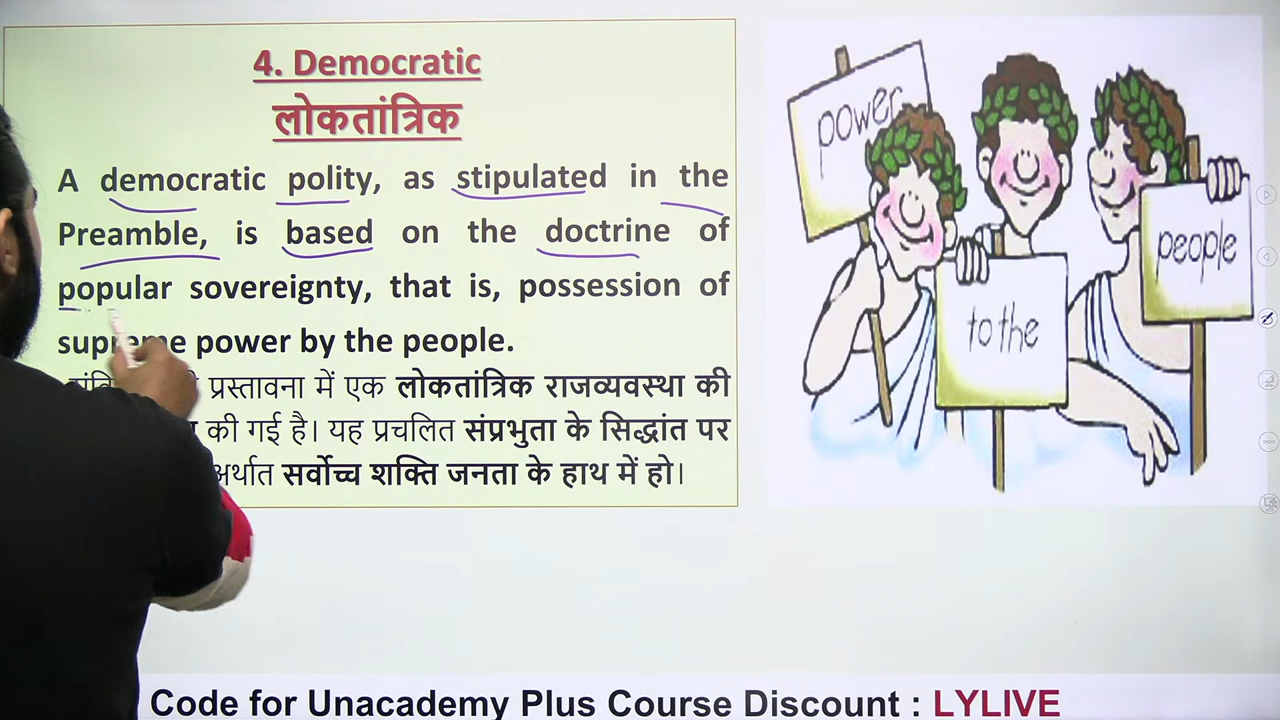 4. Democratic
लोकतांत्रिक
A democratic polity, as stipulated in the
Preamble, is based on the doctrine of
popular sovereignty, that is, possession of
supreme power by the people.
प्रस्तावना में एक लोकतांत्रिक राजव्यवस्था की
की गई है। यह प्रचलित संप्रभुता के सिद्धांत पर
अर्थात सर्वोच्च शक्ति जनता के हाथ में हो।
power
to the
people
Code for Unacademy Plus Course Discount : LYLIVE